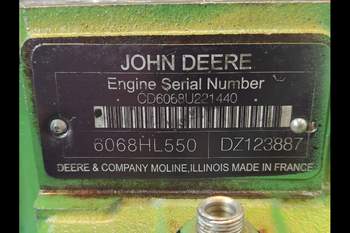 JOHN DEERE
Engine Serial Number
CD6068U221440
6068HL550 DZ123887
DEERE & COMPANY MOLINE,ILLINOIS MADE IN FRANCE